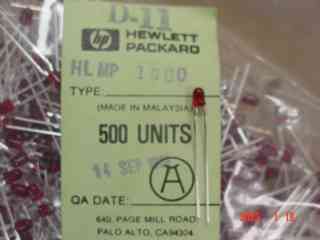 D-11
hp HEWLETT
PACKARD
HLMP
TYPE:
(MADE IN MALAYSIA)
500 UNITS
14 SEP
QA DATE:
A
640, PAGE MILL ROAD
PALO ALTO, CA94304